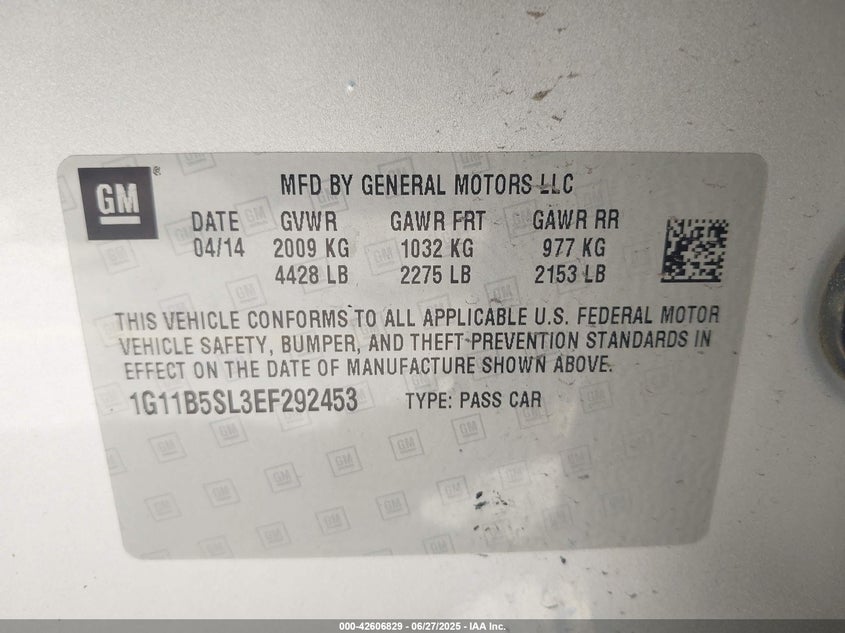 GM
MFD BY GENERAL MOTORS LLC
DATE GVWR GAWR FRT GAWR RR
04/14 2009 KG 1032 KG 977 KG
4428 LB 2275 LB 2153 LB
THIS VEHICLE CONFORMS TO ALL APPLICABLE U.S. FEDERAL MOTOR
VEHICLE SAFETY, BUMPER, AND THEFT PREVENTION STANDARDS IN
EFFECT ON THE DATE OF MANUFACTURE SHOWN ABOVE.
1G11B5SL3EF292453 TYPE: PASS CAR
000-42606829 - 06/27/2025 - IAA Inc.